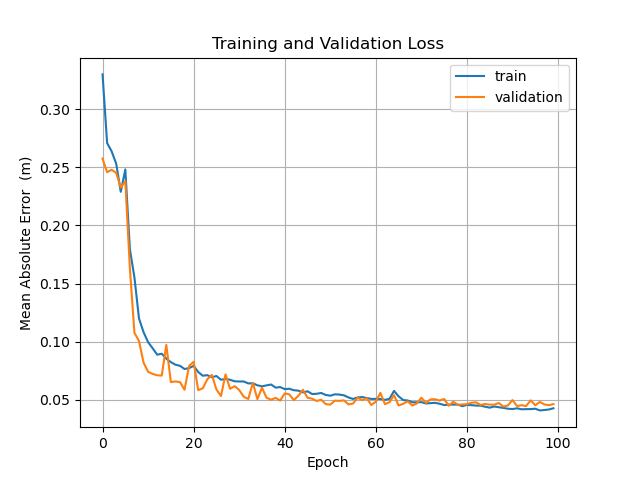 Training and Validation Loss
train
validation
Mean Absolute Error (m)
0.30
0.25
0.20
0.15
0.10
0.05
0 20 40 60 80 100
Epoch